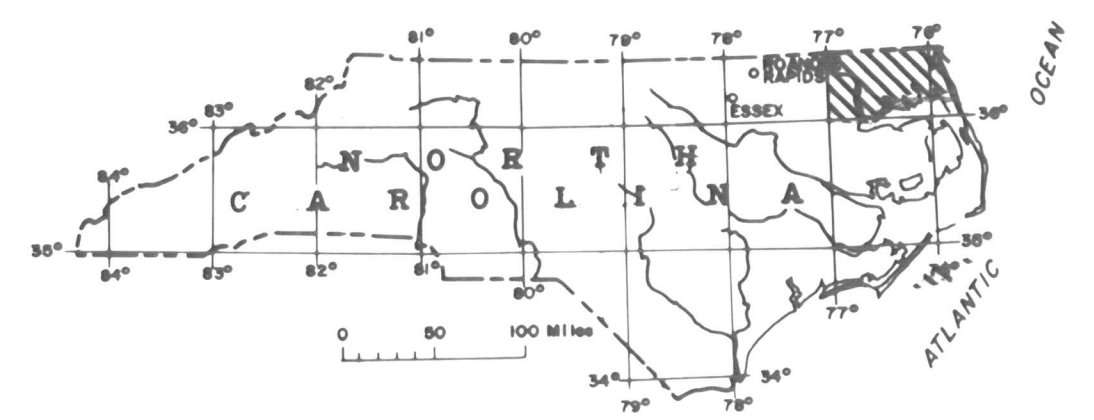 81° 80° 79° 78° 77° 76°
OCEAN
82°
RAPIDS
83°
ESSEX
36° 36°
N O R T H
84°
C A R O L I N A
35° 35°
84° 83° 82° 81°
80°
77°
ATLANTIC
0 50 100 Miles
34° 34°
79° 78°